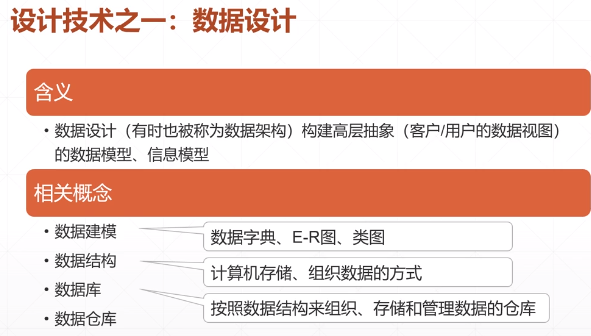 设计技术之一：数据设计
含义
• 数据设计（有时也被称为数据架构）构建高层抽象（客户/用户的数据视图）
的数据模型、信息模型
相关概念
• 数据建模
数据字典、E-R图、类图
• 数据结构
计算机存储、组织数据的方式
• 数据库
按照数据结构来组织、存储和管理数据的仓库
• 数据仓库